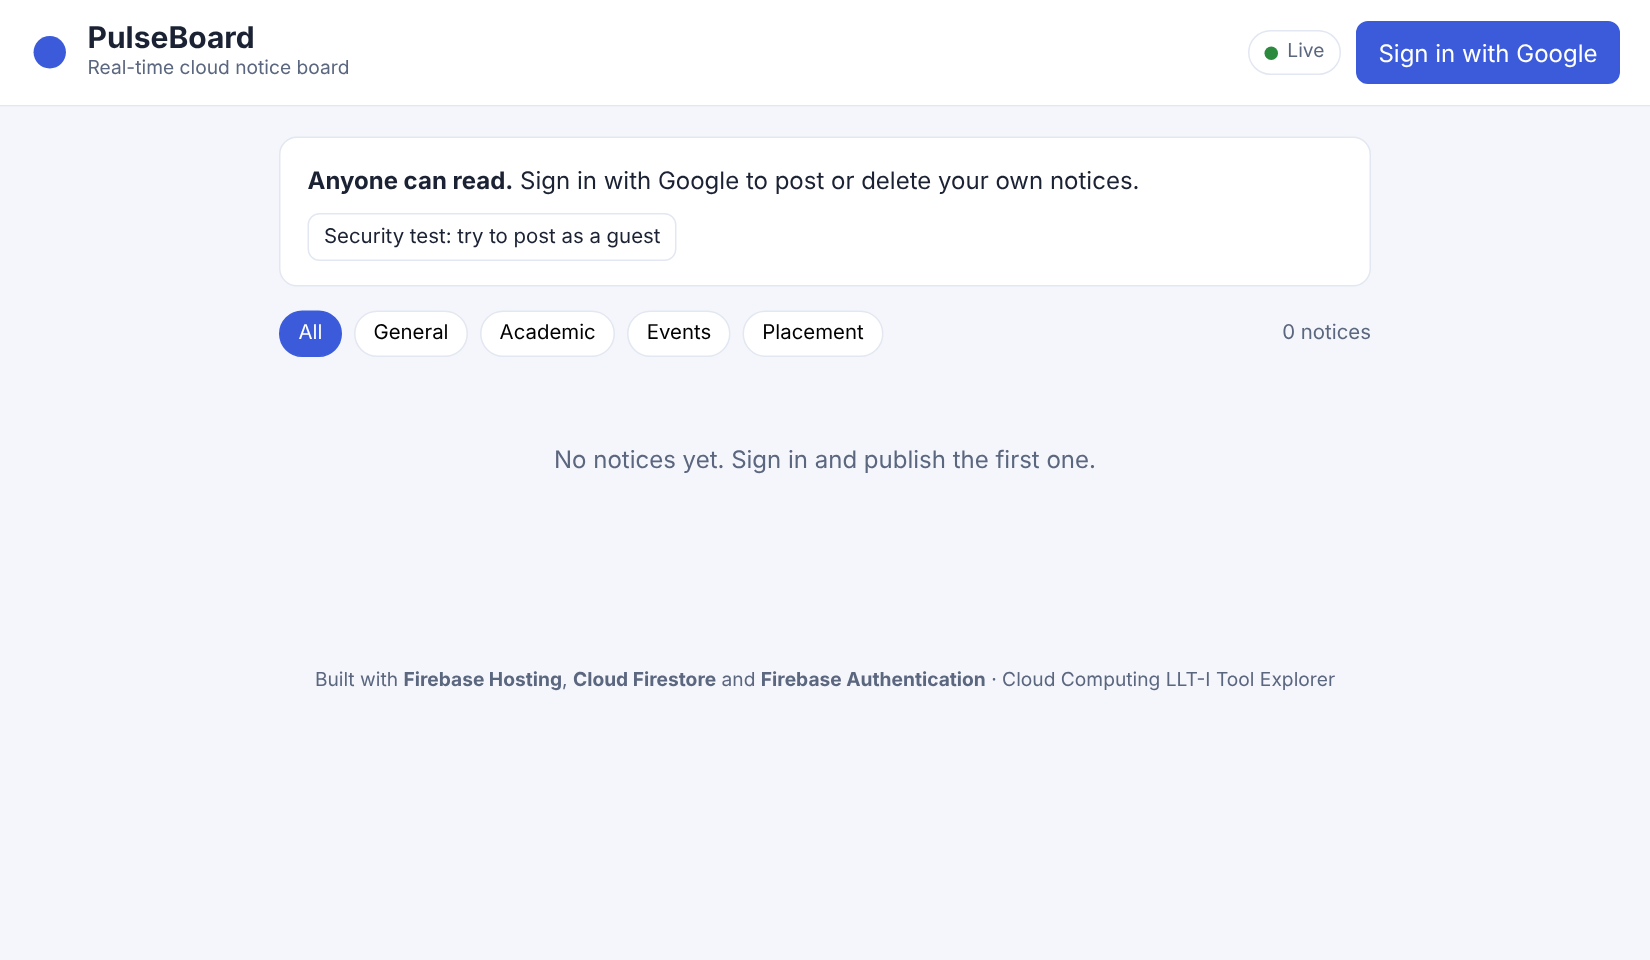 PulseBoard
Real-time cloud notice board
Live
Sign in with Google
Anyone can read. Sign in with Google to post or delete your own notices.
Security test: try to post as a guest
All
General
Academic
Events
Placement
0 notices
No notices yet. Sign in and publish the first one.
Built with Firebase Hosting, Cloud Firestore and Firebase Authentication · Cloud Computing LLT-I Tool Explorer